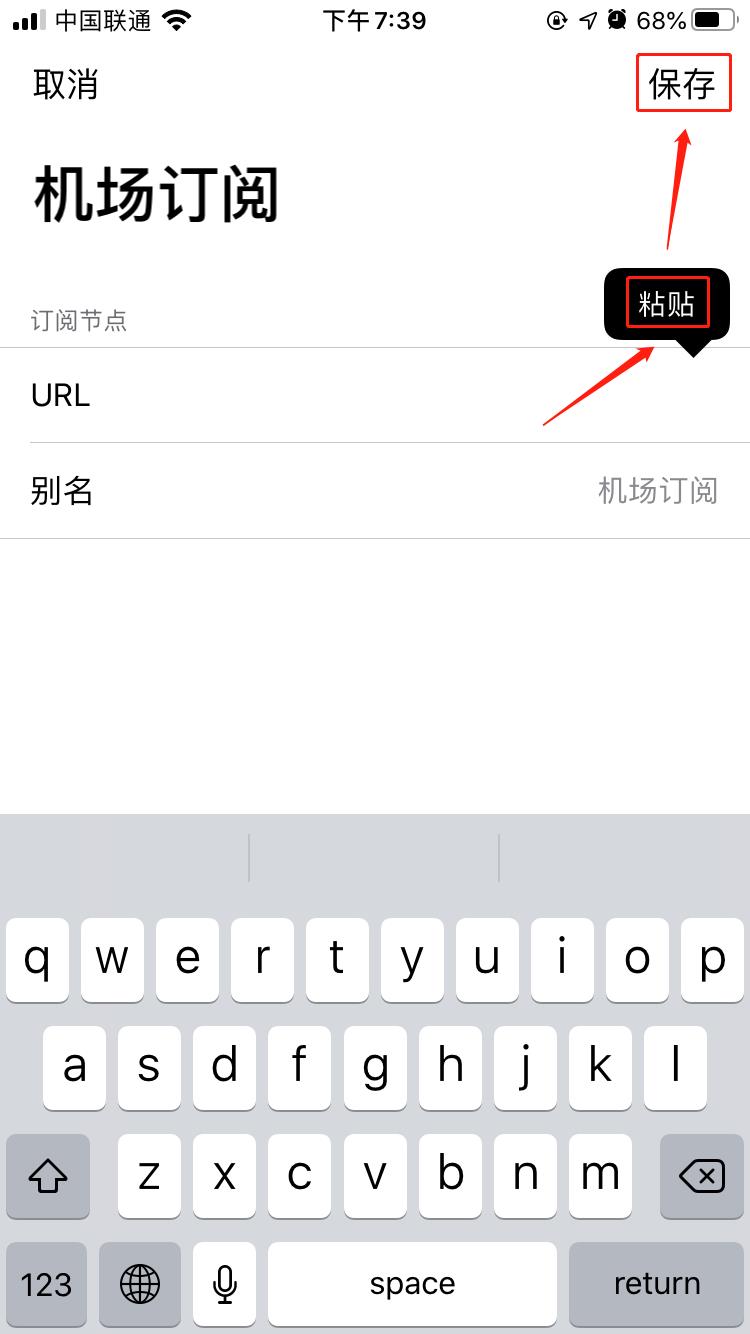 中国联通 下午7:39 68%
取消 保存
机场订阅
粘贴
订阅节点
URL
别名 机场订阅
q w e r t y u i o p
a s d f g h j k l
z x c v b n m
123 space return